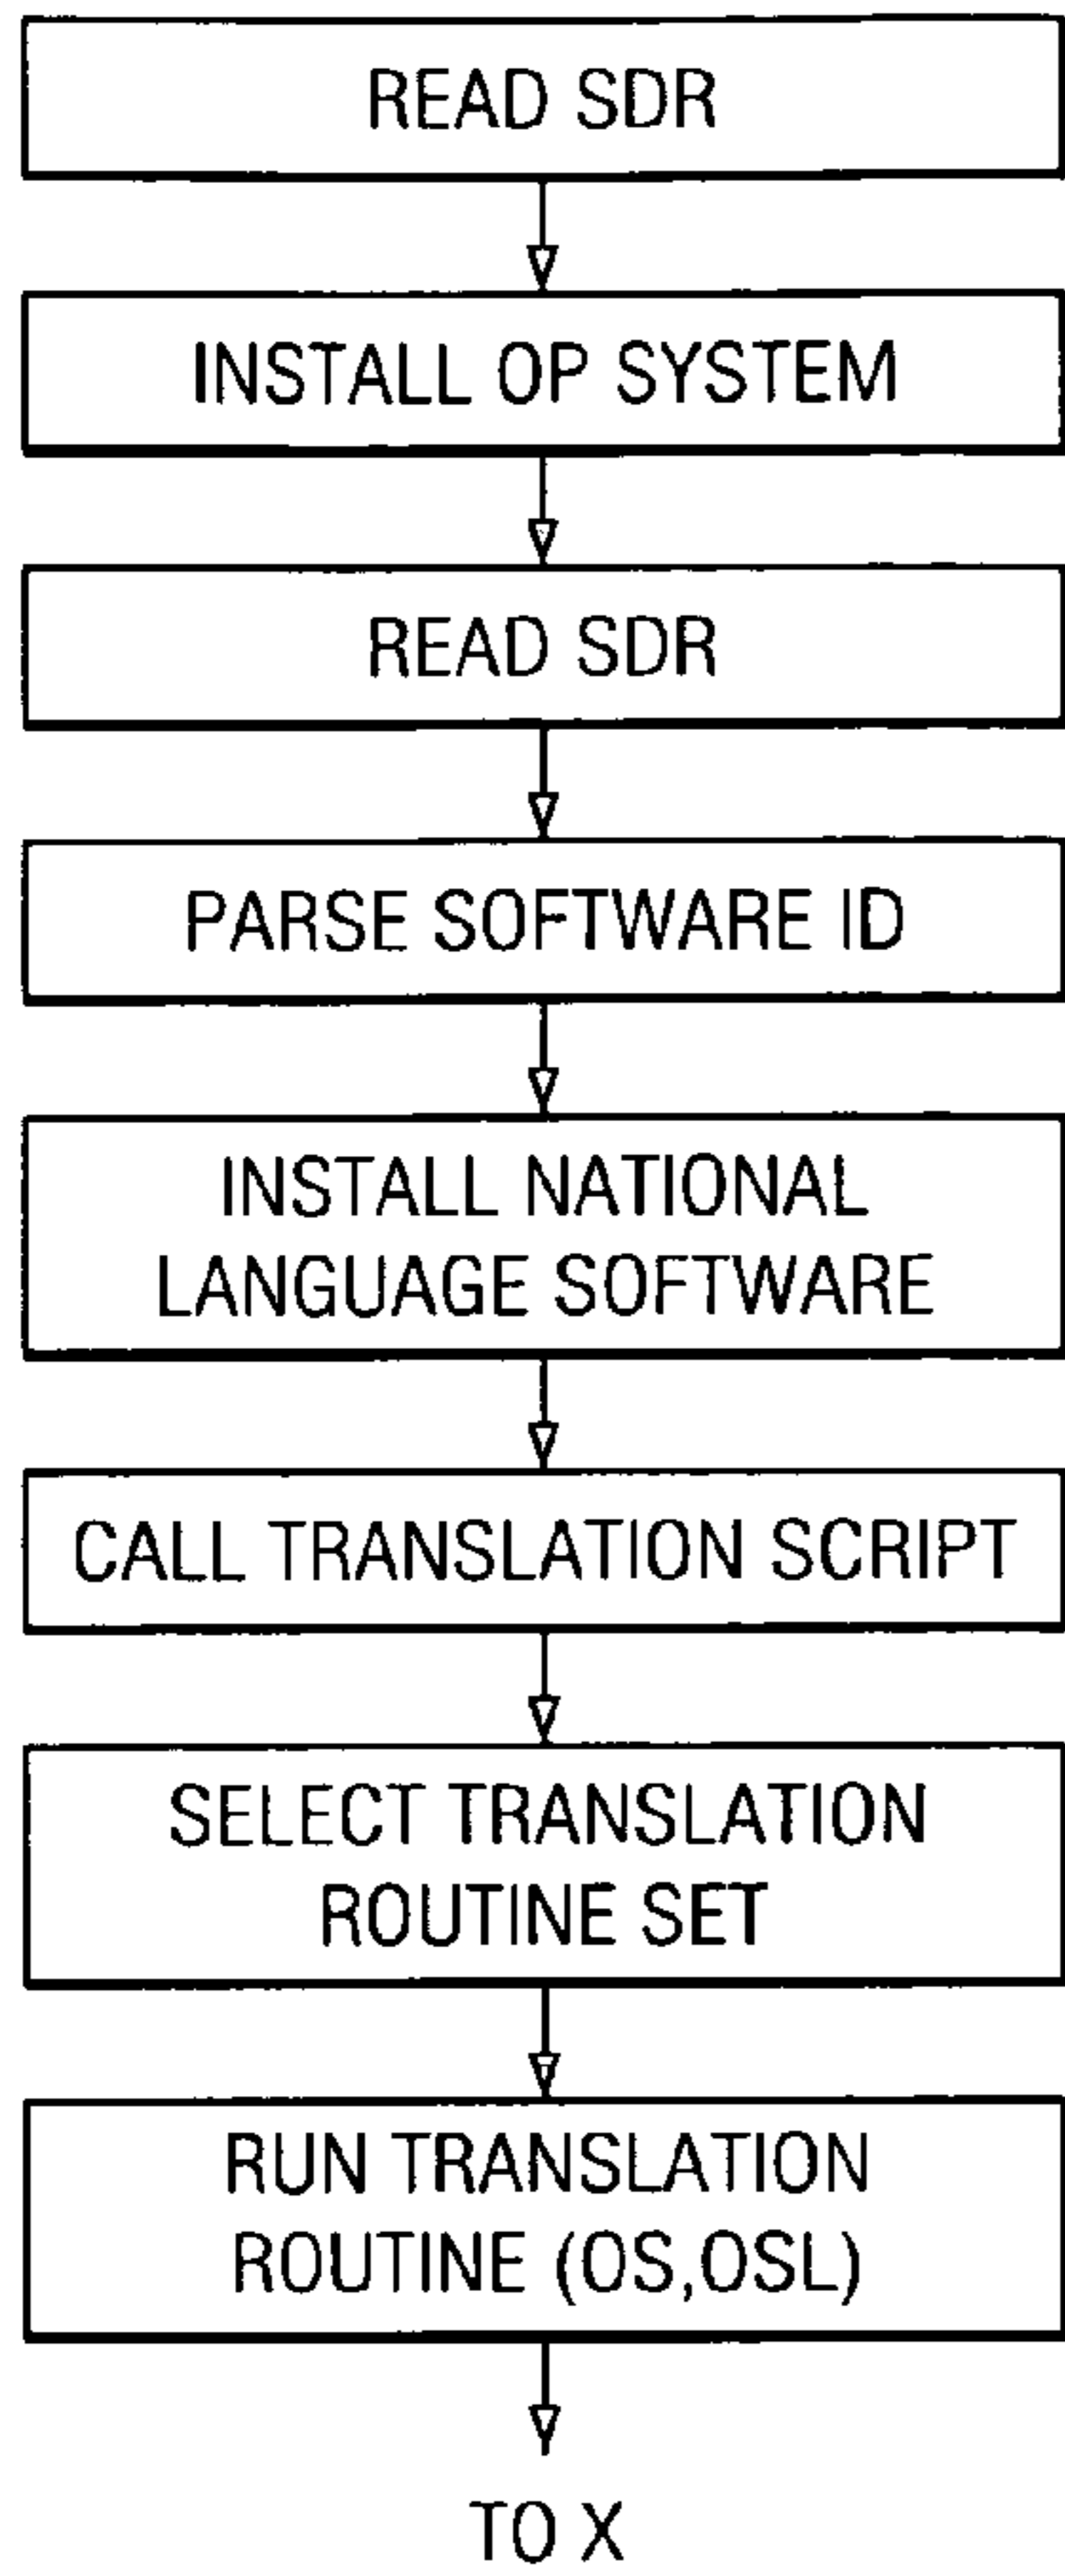 READ SDR
INSTALL OP SYSTEM
READ SDR
PARSE SOFTWARE ID
INSTALL NATIONAL
LANGUAGE SOFTWARE
CALL TRANSLATION SCRIPT
SELECT TRANSLATION
ROUTINE SET
RUN TRANSLATION
ROUTINE (OS,OSL)
TO X